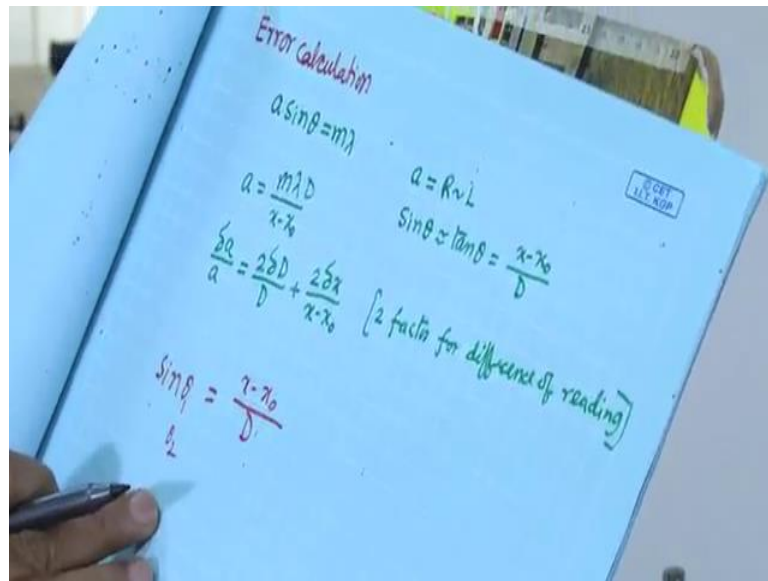 Error calculation
a sinθ = mλ
a = R~L
a = mλD / x-x₀
sinθ ≃ tanθ = x-x₀ / D
δa/a = 2δD/D + 2δx/x-x₀ [2 factor for difference of reading]
sinθ₁ = x-x₀ / D
θ₂
© CET
I.I.T. KGP